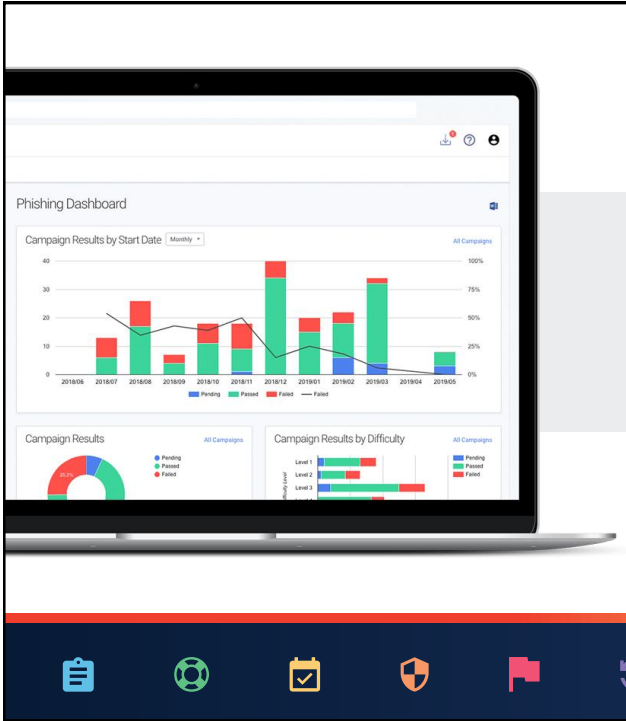 Phishing Dashboard
Campaign Results by Start Date Monthly
All Campaigns
40 100%
30 75%
20 50%
10 25%
0 0%
2018/06 2018/07 2018/08 2018/09 2018/10 2018/11 2018/12 2019/01 2019/02 2019/03 2019/04 2019/05
Pending Passed Failed Failed
Campaign Results
All Campaigns
Pending
Passed
Failed
25.2%
Campaign Results by Difficulty
All Campaigns
Level 1
Level 2
Level 3
Pending
Passed
Failed